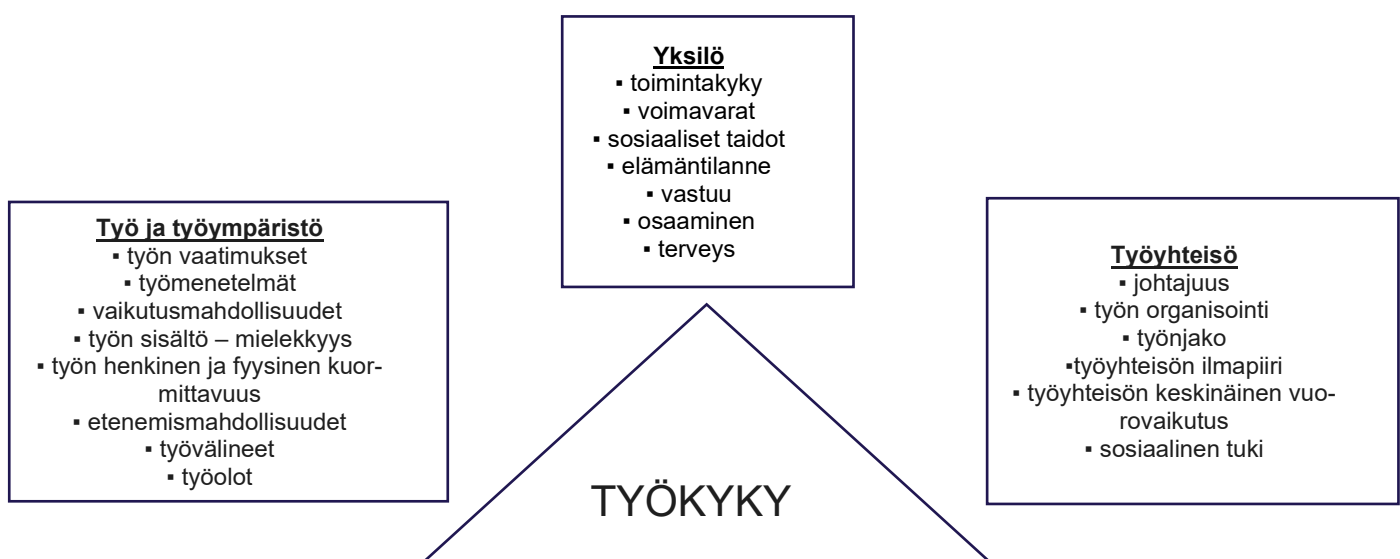 Yksilö
▪ toimintakyky
▪ voimavarat
▪ sosiaaliset taidot
▪ elämäntilanne
▪ vastuu
▪ osaaminen
▪ terveys
Työ ja työympäristö
▪ työn vaatimukset
▪ työmenetelmät
▪ vaikutusmahdollisuudet
▪ työn sisältö – mielekkyys
▪ työn henkinen ja fyysinen kuor-
mittavuus
▪ etenemismahdollisuudet
▪ työvälineet
▪ työolot
Työyhteisö
▪ johtajuus
▪ työn organisointi
▪ työnjako
▪työyhteisön ilmapiiri
▪ työyhteisön keskinäinen vuo-
rovaikutus
▪ sosiaalinen tuki
TYÖKYKY